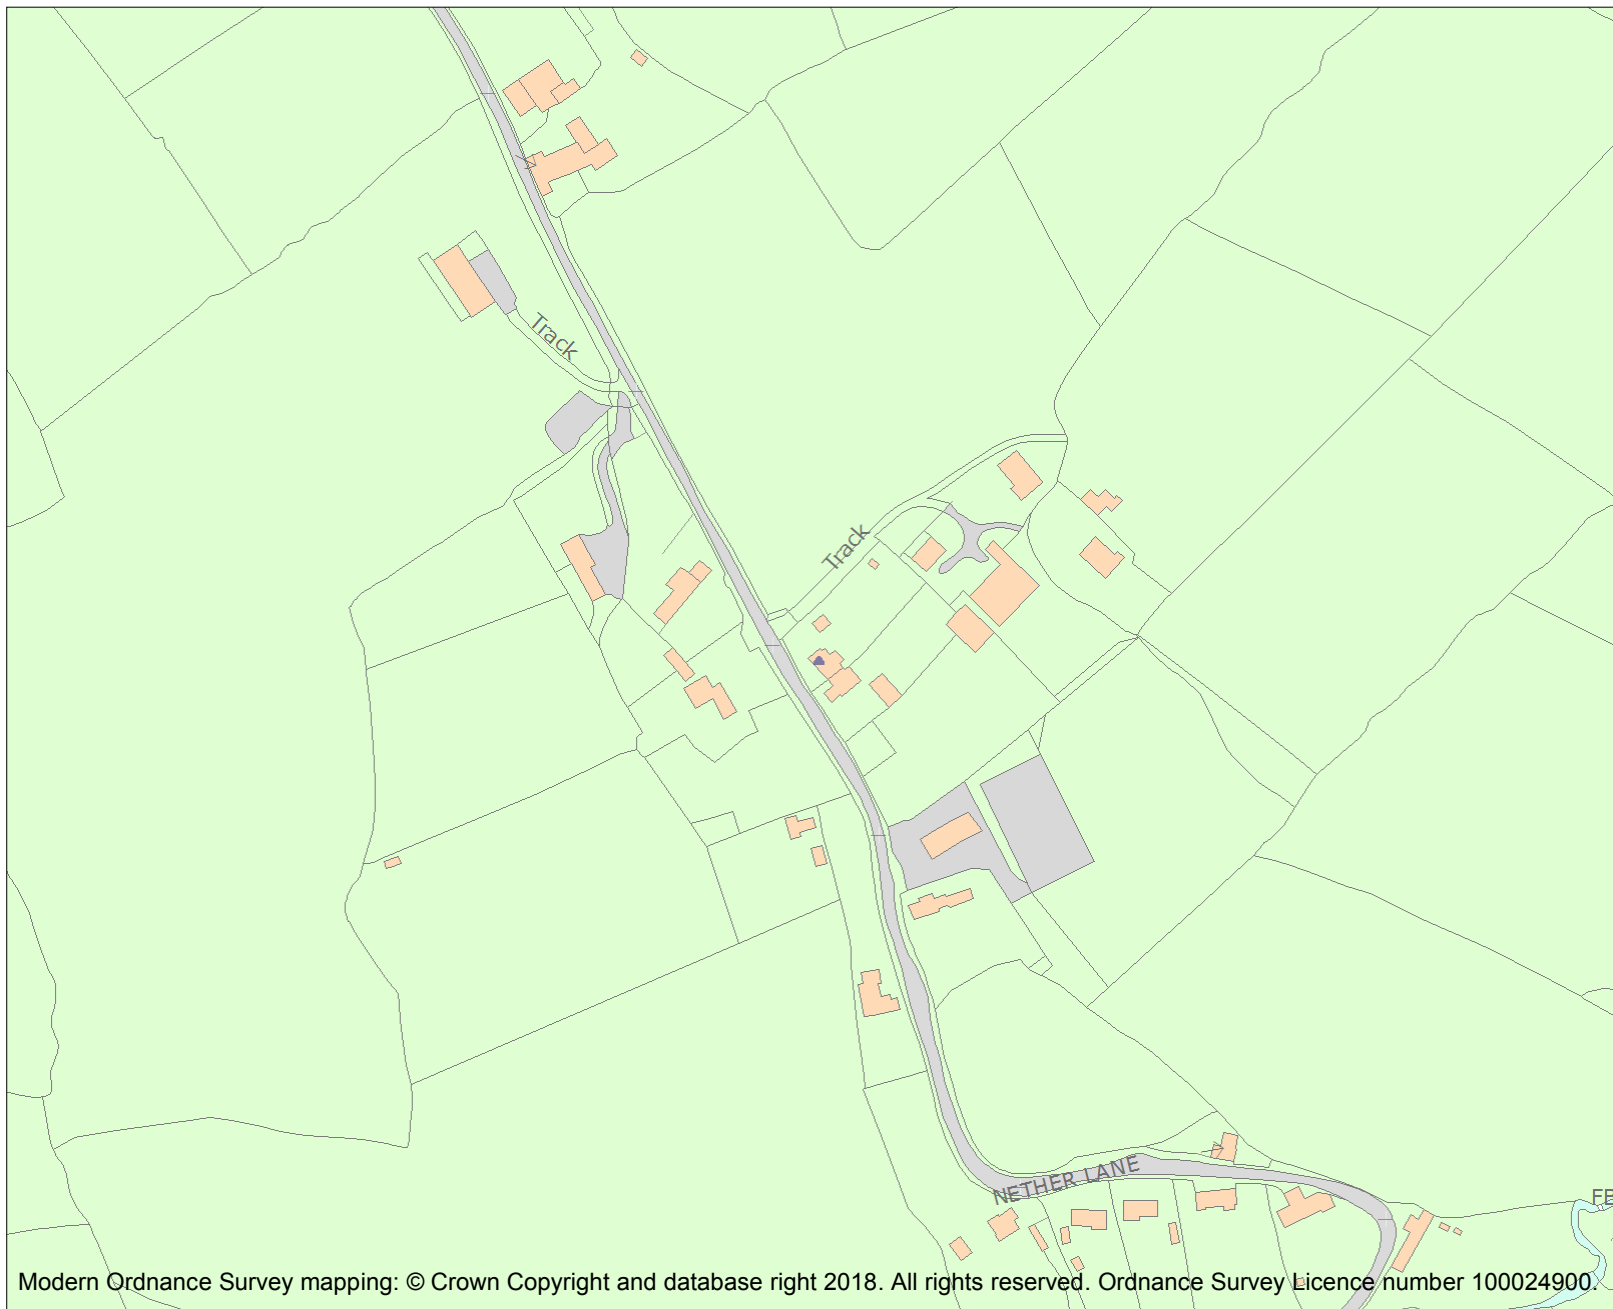 Track
Track
NETHER LANE
FB
Modern Ordnance Survey mapping: © Crown Copyright and database right 2018. All rights reserved. Ordnance Survey Licence number 100024900.